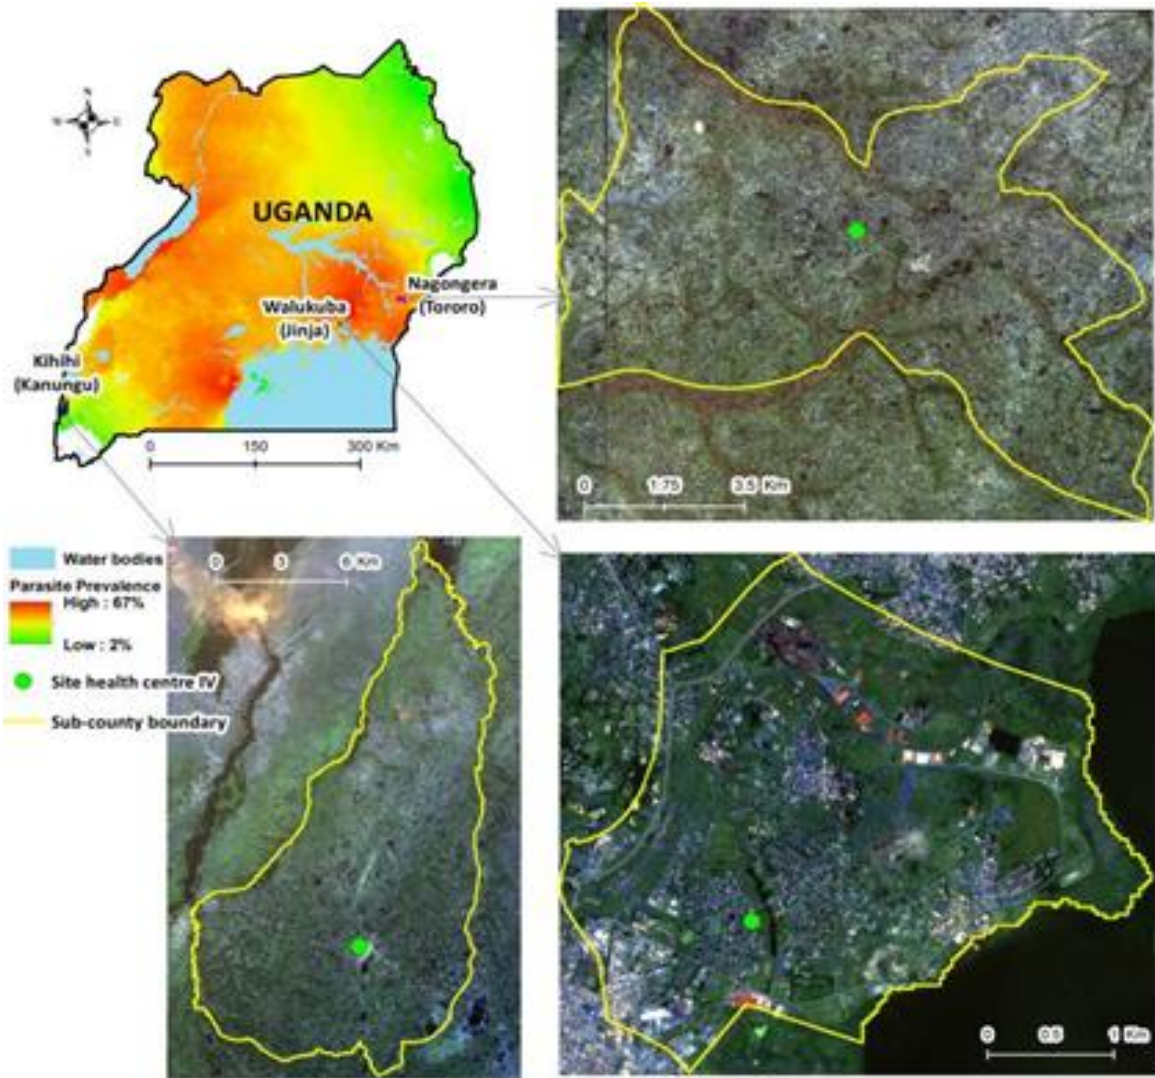 N
W E
S
UGANDA
Nagongera
(Tororo)
Walukuba
(Jinja)
Kihihi
(Kanungu)
0 150 300 Km
0 1.75 3.5 Km
Water bodies
Parasite Prevalence
High : 67%
Low : 2%
Site health centre IV
Sub-county boundary
0 3 6 Km
0 0.5 1 Km